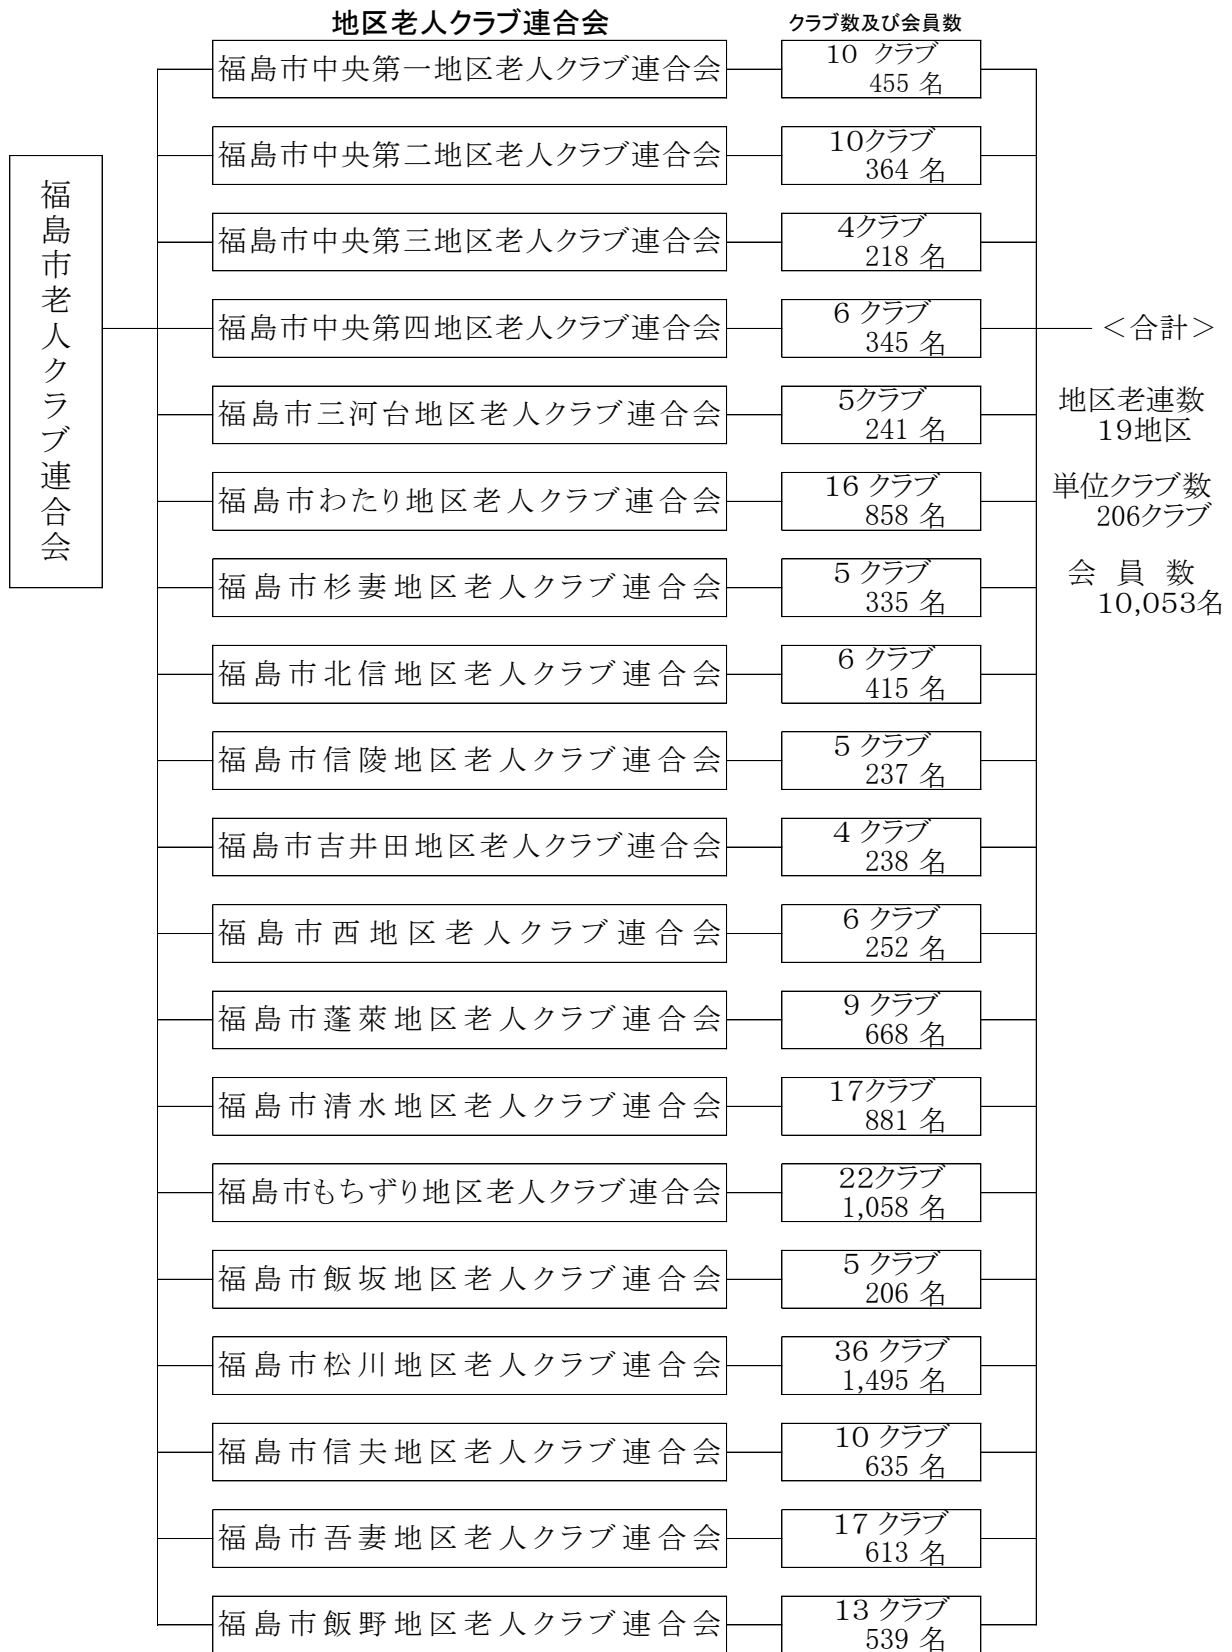 地区老人クラブ連合会
クラブ数及び会員数
福島市老人クラブ連合会
福島市中央第一地区老人クラブ連合会
10 クラブ
455 名
福島市中央第二地区老人クラブ連合会
10クラブ
364 名
福島市中央第三地区老人クラブ連合会
4クラブ
218 名
福島市中央第四地区老人クラブ連合会
6 クラブ
345 名
福島市三河台地区老人クラブ連合会
5クラブ
241 名
福島市わたり地区老人クラブ連合会
16 クラブ
858 名
福島市杉妻地区老人クラブ連合会
5 クラブ
335 名
福島市北信地区老人クラブ連合会
6 クラブ
415 名
福島市信陵地区老人クラブ連合会
5 クラブ
237 名
福島市吉井田地区老人クラブ連合会
4 クラブ
238 名
福島市西地区老人クラブ連合会
6 クラブ
252 名
福島市蓬萊地区老人クラブ連合会
9 クラブ
668 名
福島市清水地区老人クラブ連合会
17クラブ
881 名
福島市もちずり地区老人クラブ連合会
22クラブ
1,058 名
福島市飯坂地区老人クラブ連合会
5 クラブ
206 名
福島市松川地区老人クラブ連合会
36 クラブ
1,495 名
福島市信夫地区老人クラブ連合会
10 クラブ
635 名
福島市吾妻地区老人クラブ連合会
17 クラブ
613 名
福島市飯野地区老人クラブ連合会
13 クラブ
539 名
＜合計＞
地区老連数
19地区
単位クラブ数
206クラブ
会 員 数
10,053名